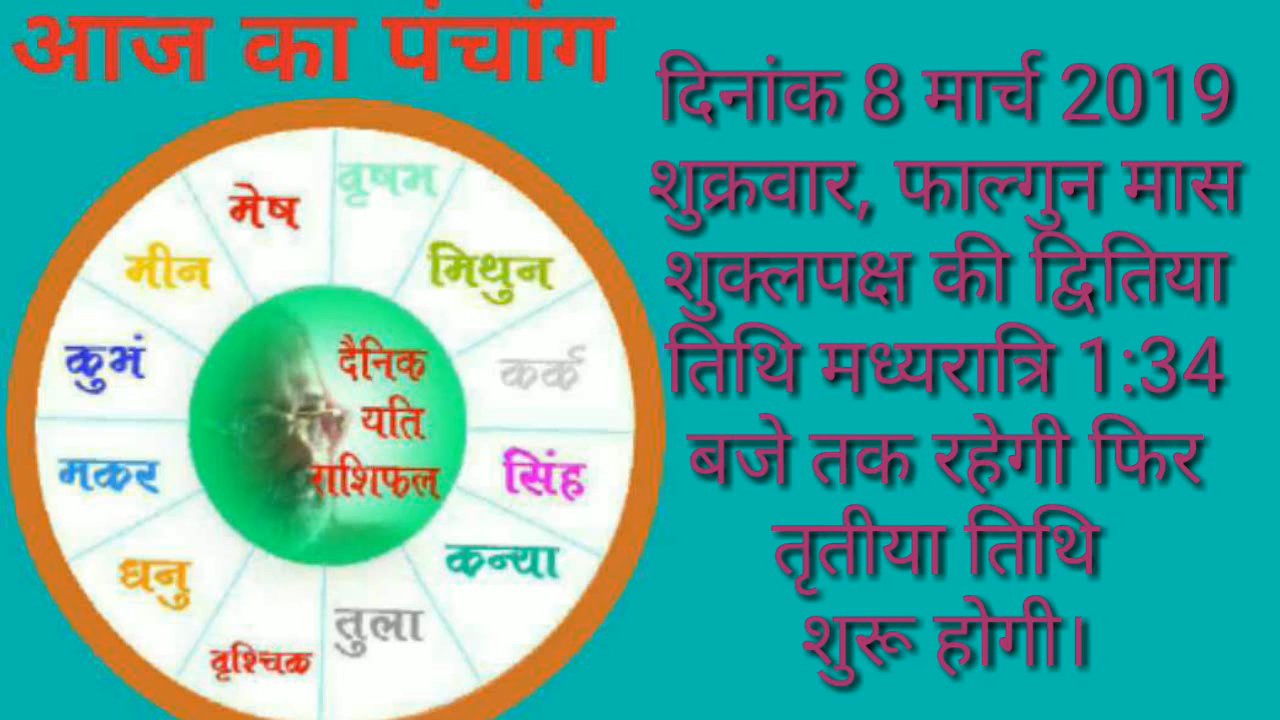 आज का पंचांग
दिनांक 8 मार्च 2019
शुक्रवार, फाल्गुन मास
शुक्लपक्ष की द्वितिया
तिथि मध्यरात्रि 1:34
बजे तक रहेगी फिर
तृतीया तिथि
शुरू होगी।
मेष
वृषभ
मिथुन
कर्क
सिंह
कन्या
तुला
वृश्चिक
धनु
मकर
कुभं
मीन
दैनिक
यति
राशिफल